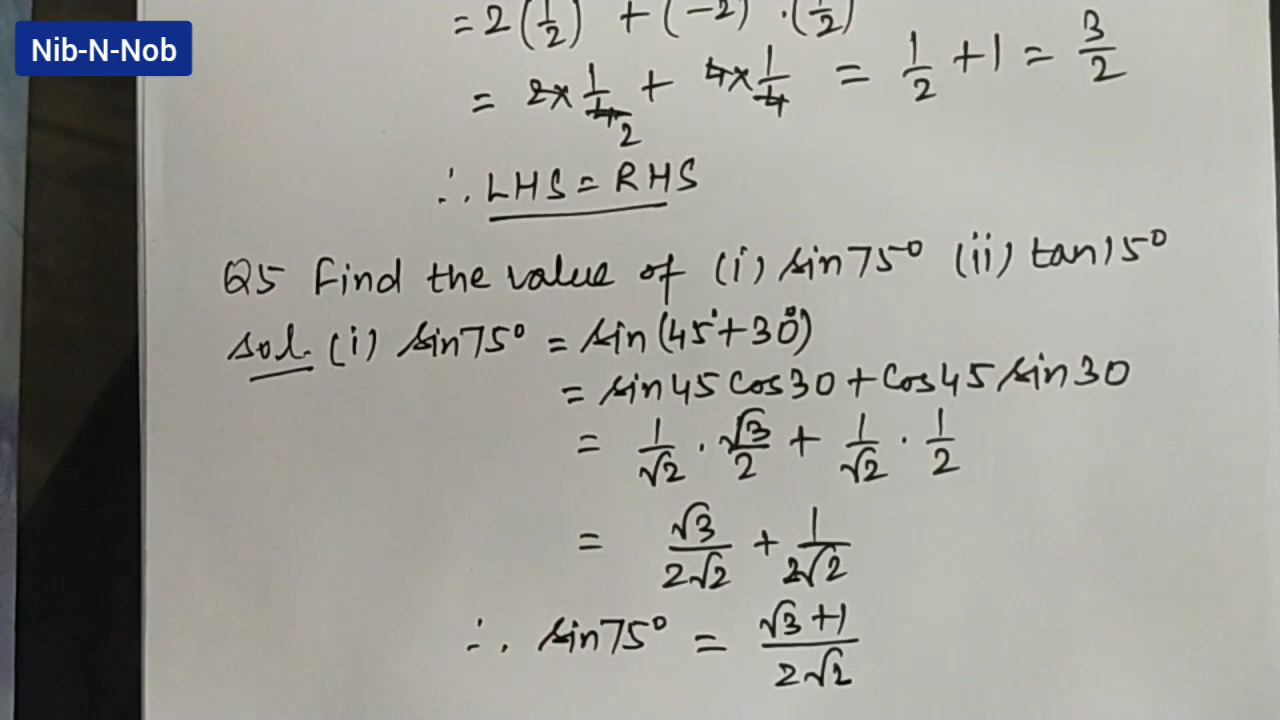 Nib-N-Nob
= 2(1/2) + (-2) · (1/2)
= 2 × 1/4 2 + 4 × 1/4 = 1/2 + 1 = 3/2
∴ LHS = RHS
Q5 Find the value of (i) sin75° (ii) tan15°
Sol. (i) sin75° = sin(45°+30°)
= sin45 cos30 + cos45 sin30
= 1/√2 · √3/2 + 1/√2 · 1/2
= √3/2√2 + 1/2√2
∴ sin75° = √3+1/2√2